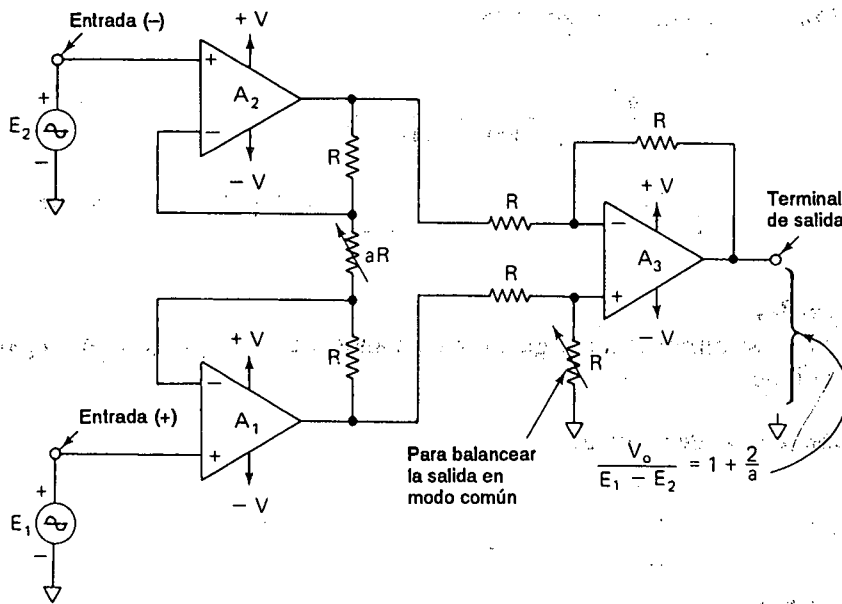 Entrada (–)
+ V
+
A₂
–
– V
+
E₂
–
R
aR
R
R
R
R
+ V
–
A₃
+
– V
Terminal
de salida
R'
+ V
–
A₁
+
– V
Entrada (+)
+
E₁
–
Para balancear
la salida en
modo común
Vₒ / (E₁ – E₂) = 1 + 2/a